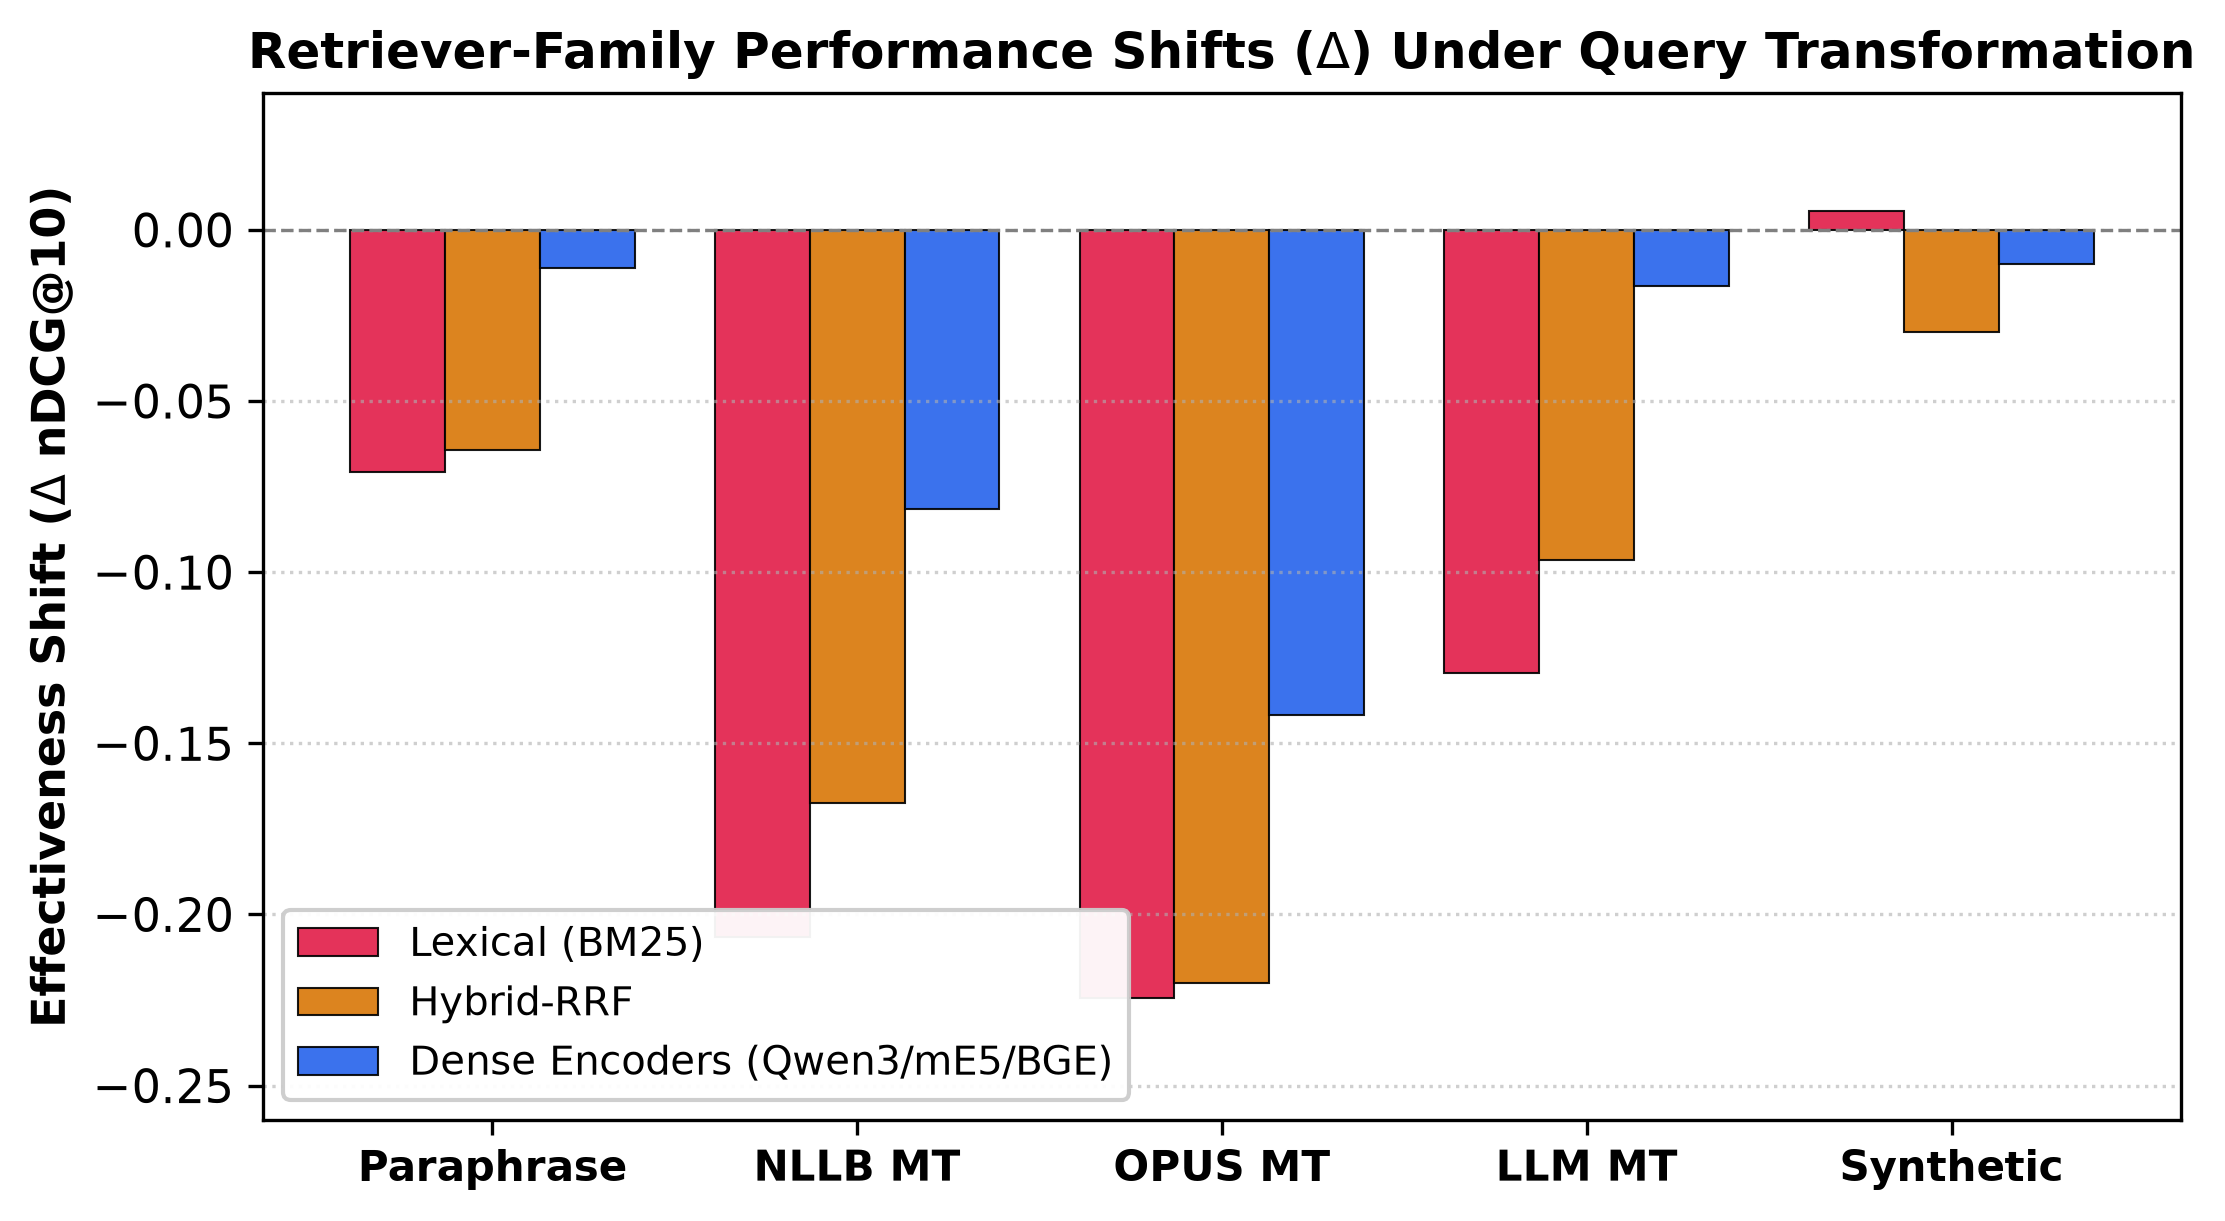 Retriever-Family Performance Shifts (Δ) Under Query Transformation
Effectiveness Shift (Δ nDCG@10)
0.00
−0.05
−0.10
−0.15
−0.20
−0.25
Lexical (BM25)
Hybrid-RRF
Dense Encoders (Qwen3/mE5/BGE)
Paraphrase
NLLB MT
OPUS MT
LLM MT
Synthetic